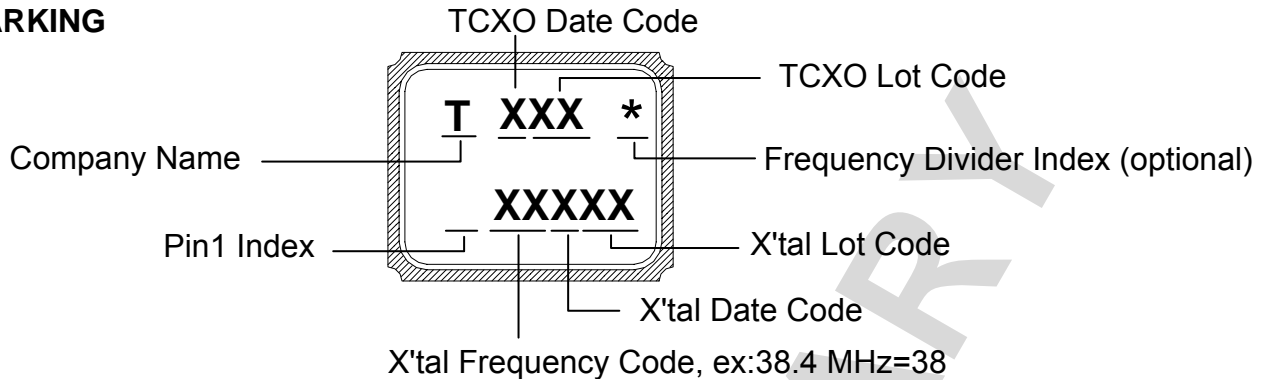 ARKING
TCXO Date Code
TCXO Lot Code
T XXX *
Company Name
Frequency Divider Index (optional)
XXXXX
Pin1 Index
X'tal Lot Code
X'tal Date Code
X'tal Frequency Code, ex:38.4 MHz=38